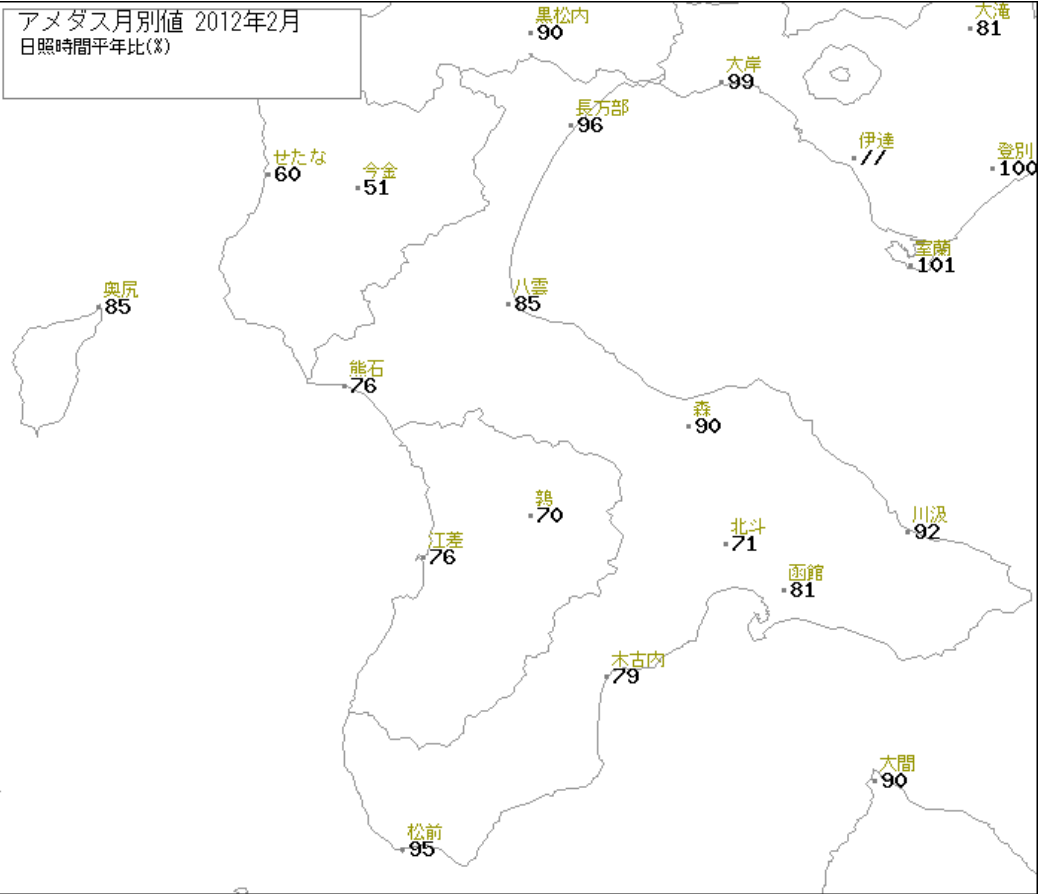 アメダス月別値 2012年2月
日照時間平年比(%)
黒松内
90
大滝
81
大岸
99
長万部
96
伊達
//
登別
100
せたな
60
今金
51
室蘭
101
奥尻
85
八雲
85
熊石
76
森
90
鶉
70
川汲
92
北斗
71
江差
76
函館
81
木古内
79
大間
90
松前
95